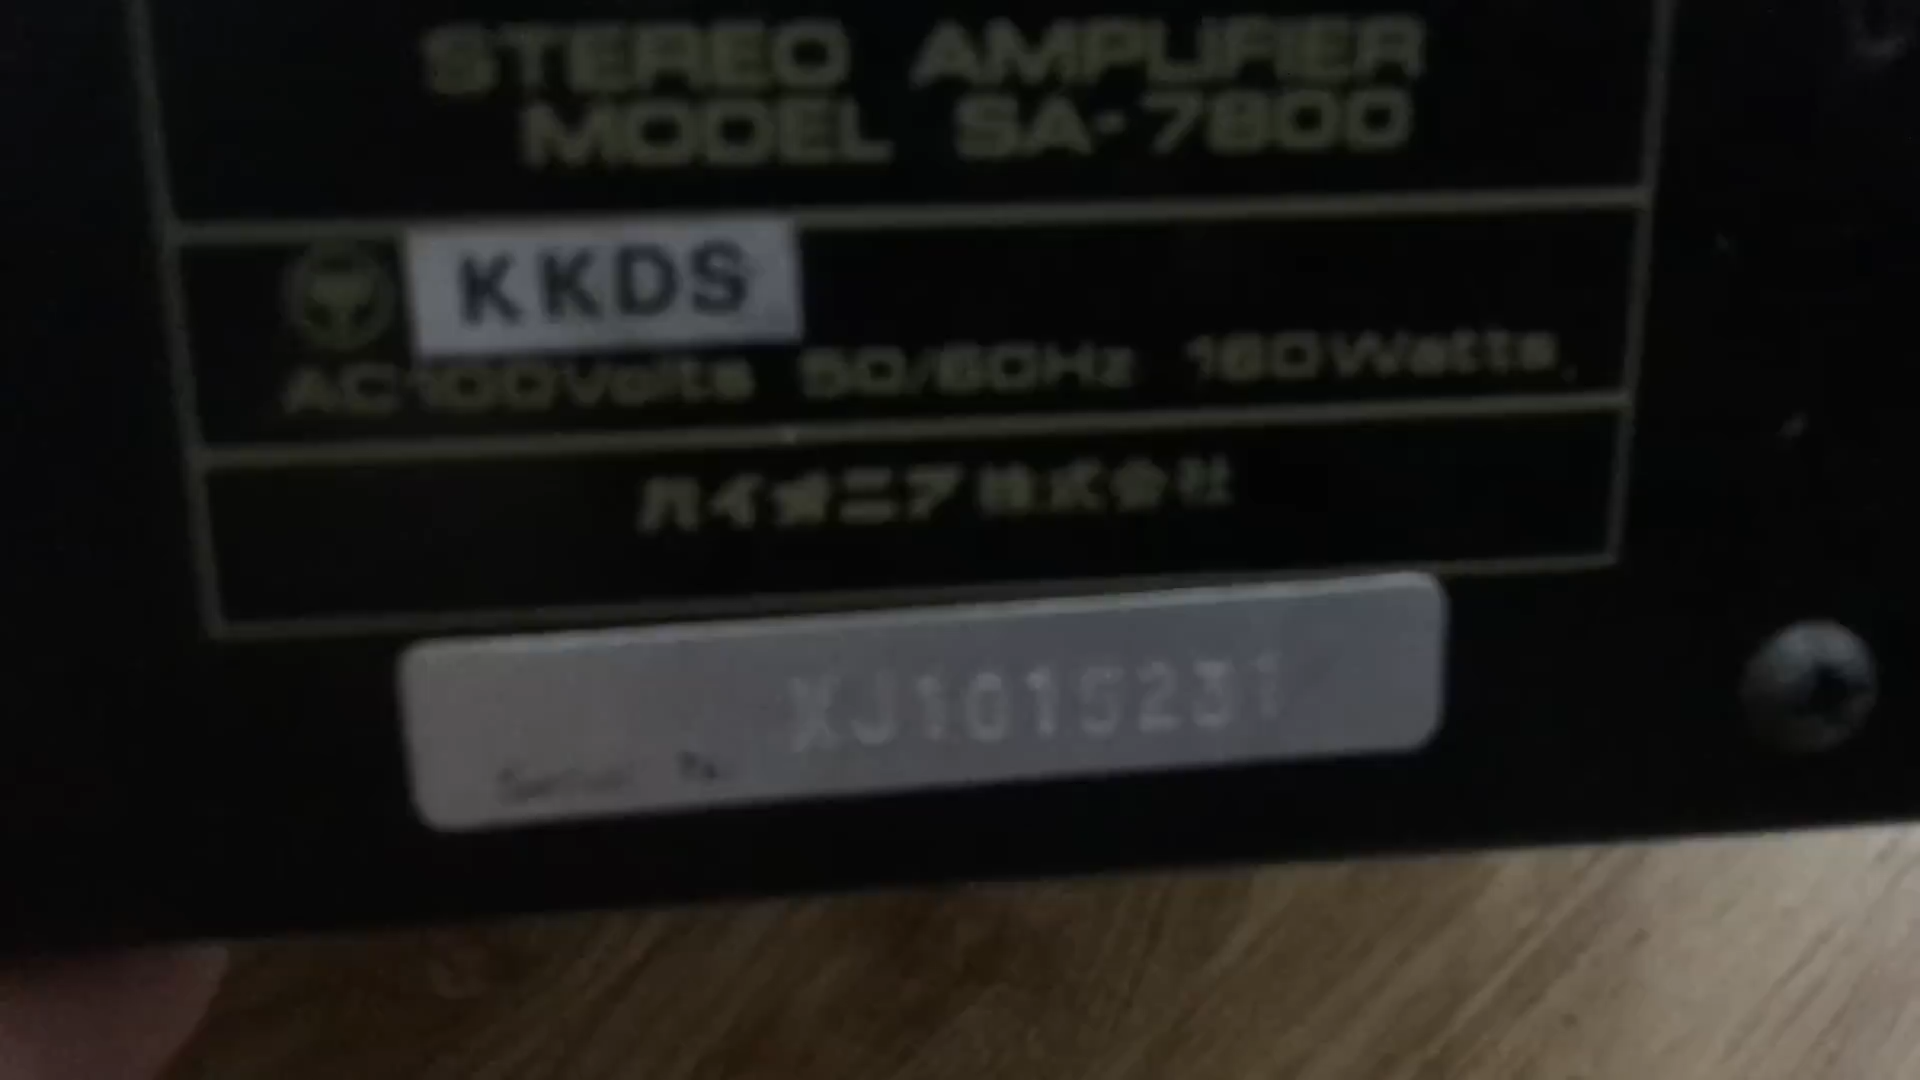 STEREO AMPLIFIER
MODEL SA-7800
KKDS
AC100Volts 50/60Hz 160Watts
パイオニア株式会社
XJ1015231
Serial No.